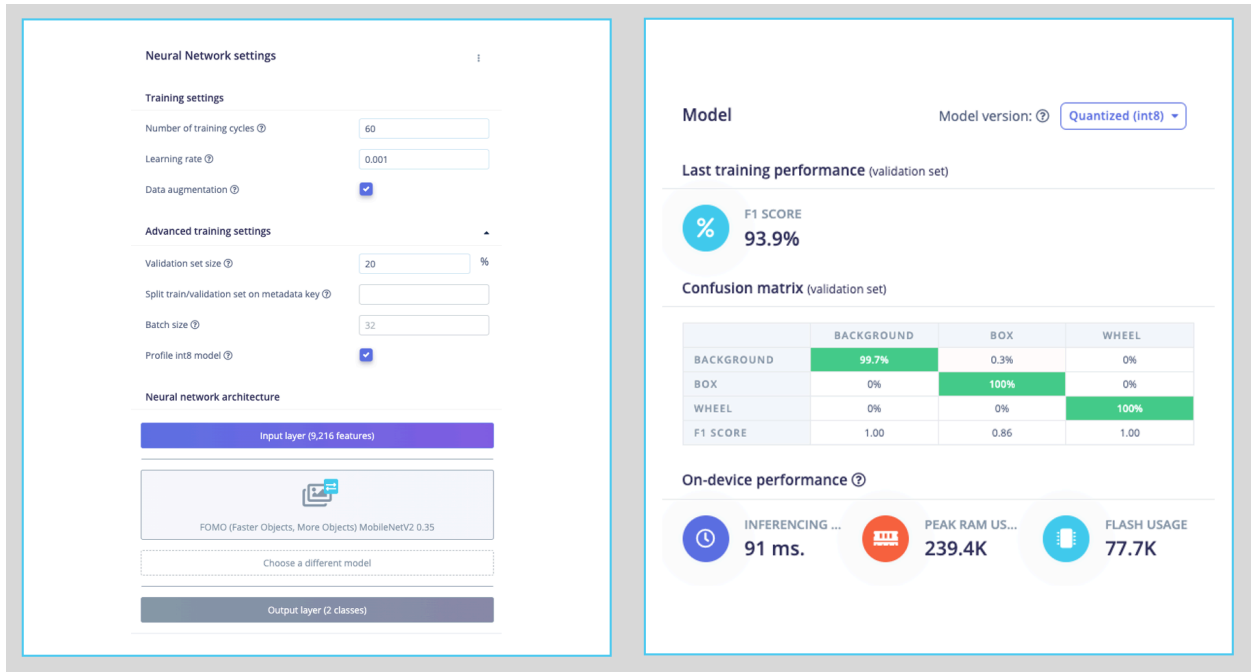 Neural Network settings
Training settings
Number of training cycles
60
Learning rate
0.001
Data augmentation
Advanced training settings
Validation set size
20
%
Split train/validation set on metadata key
Batch size
32
Profile int8 model
Neural network architecture
Input layer (9,216 features)
FOMO (Faster Objects, More Objects) MobileNetV2 0.35
Choose a different model
Output layer (2 classes)
Model
Model version:
Quantized (int8)
Last training performance (validation set)
%
F1 SCORE
93.9%
Confusion matrix (validation set)
BACKGROUND BOX WHEEL
BACKGROUND 99.7% 0.3% 0%
BOX 0% 100% 0%
WHEEL 0% 0% 100%
F1 SCORE 1.00 0.86 1.00
On-device performance
INFERENCING ...
91 ms.
PEAK RAM US...
239.4K
FLASH USAGE
77.7K